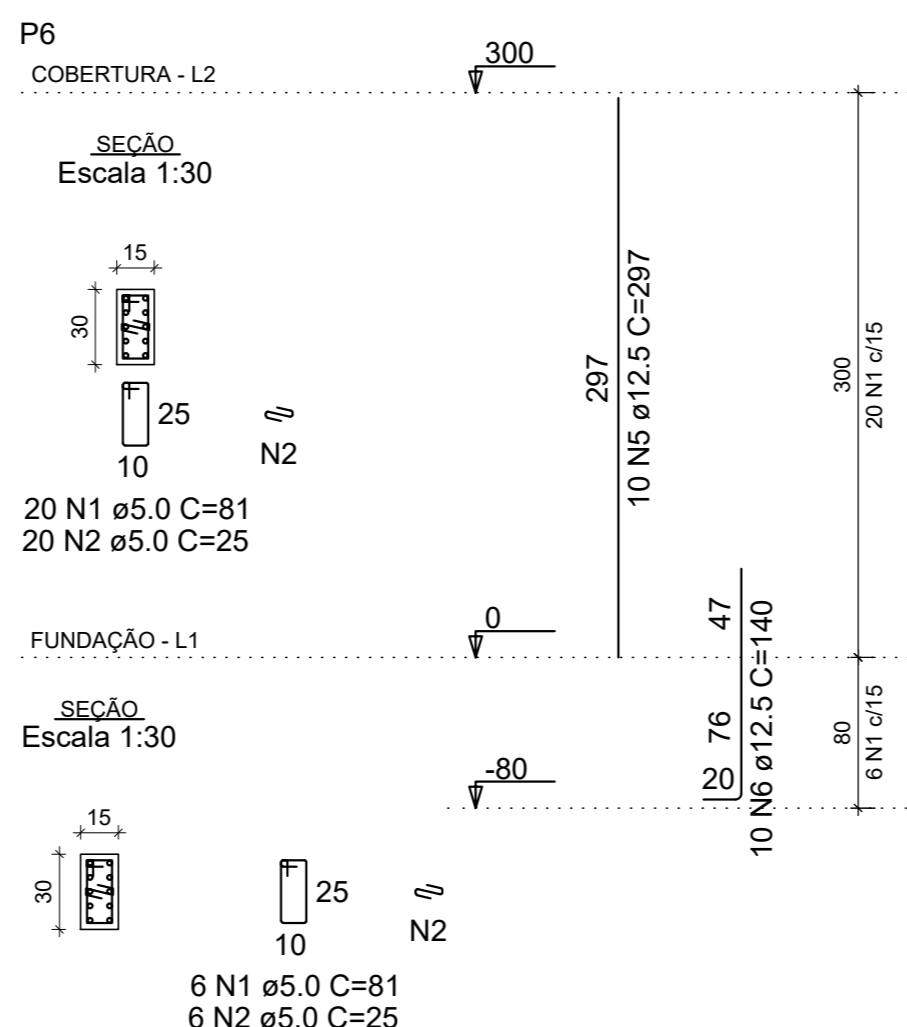 P6
COBERTURA - L2
300
SEÇÃO
Escala 1:30
15
30
25
10
N2
20 N1 ø5.0 C=81
20 N2 ø5.0 C=25
297
10 N5 ø12.5 C=297
300
20 N1 c/15
FUNDAÇÃO - L1
0
SEÇÃO
Escala 1:30
-80
47
76
20
10 N6 ø12.5 C=140
80
6 N1 c/15
15
30
25
10
N2
6 N1 ø5.0 C=81
6 N2 ø5.0 C=25